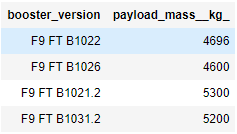 booster_version payload_mass__kg_
F9 FT B1022 4696
F9 FT B1026 4600
F9 FT B1021.2 5300
F9 FT B1031.2 5200